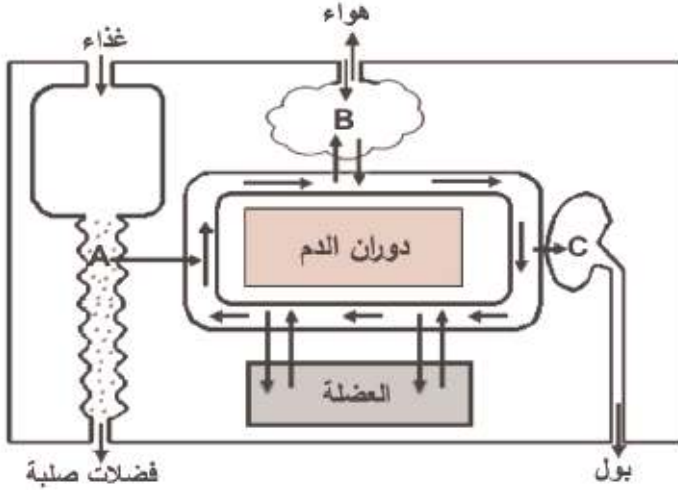 هواء
غذاء
B
A
دوران الدم
C
العضلة
فضلات صلبة
بول